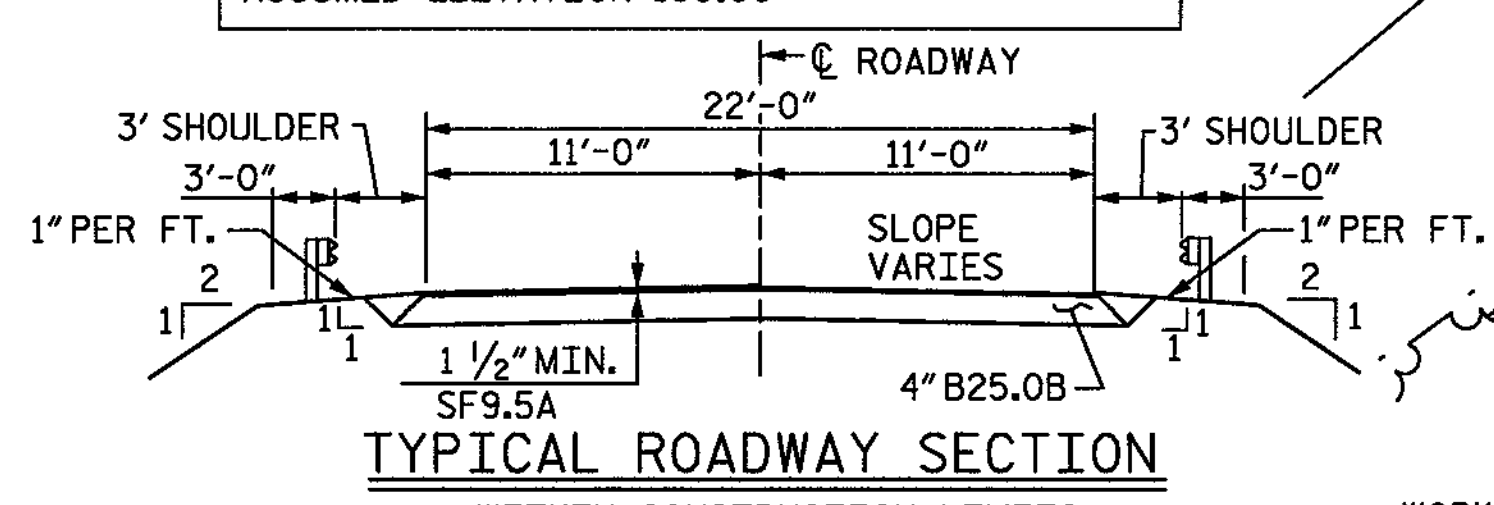 ℄ ROADWAY
22'-0"
3' SHOULDER
3' SHOULDER
11'-0"
11'-0"
3'-0"
3'-0"
1" PER FT.
SLOPE
VARIES
1" PER FT.
2
1
2
1
1
1
1
1
1 1/2" MIN.
SF9.5A
4" B25.0B
TYPICAL ROADWAY SECTION